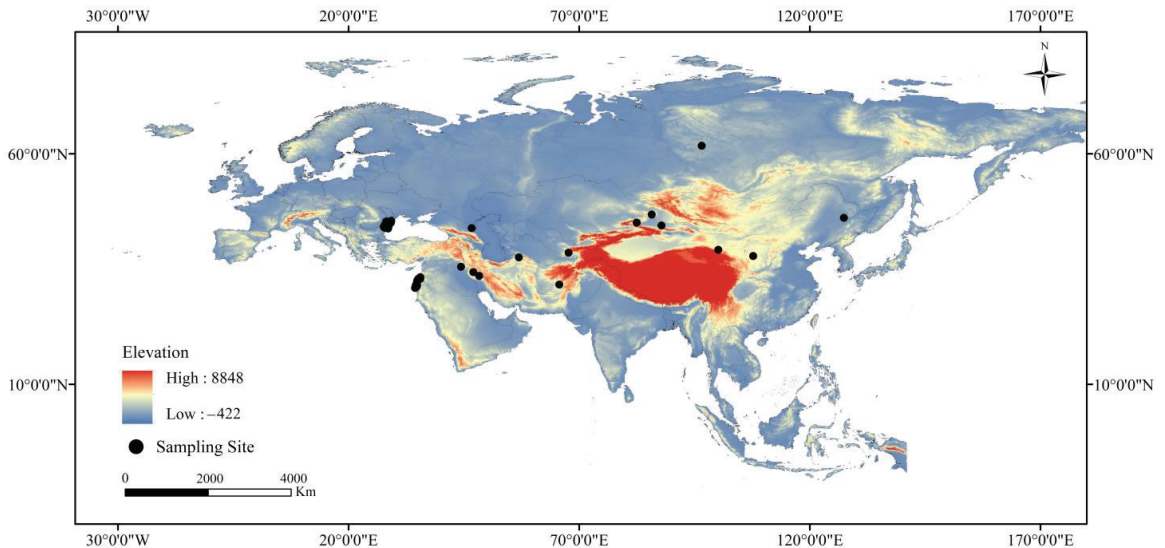 30°0'0"W 20°0'0"E 70°0'0"E 120°0'0"E 170°0'0"E
N
60°0'0"N 60°0'0"N
Elevation
High : 8848
10°0'0"N 10°0'0"N
Low : −422
Sampling Site
0 2000 4000
Km
30°0'0"W 20°0'0"E 70°0'0"E 120°0'0"E 170°0'0"E